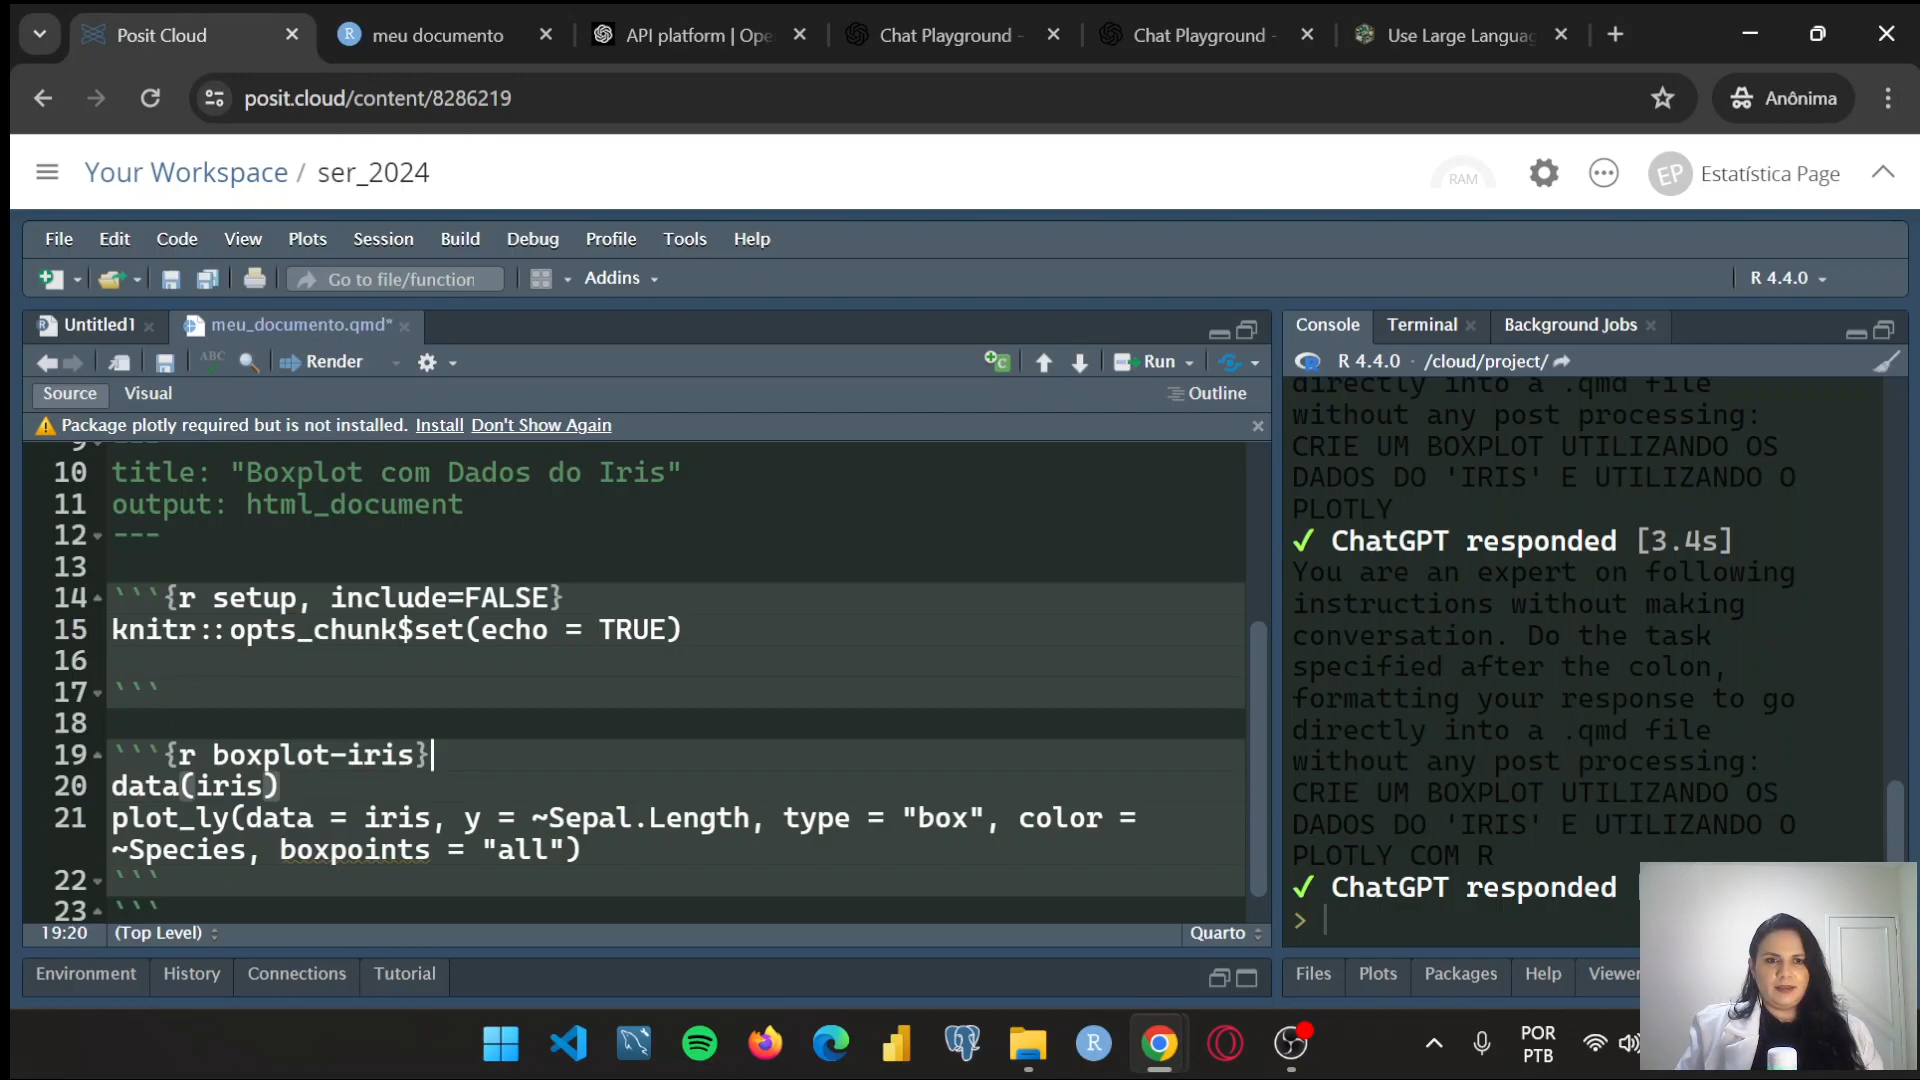 Posit Cloud
meu documento
API platform | Ope
Chat Playground -
Chat Playground -
Use Large Langua
posit.cloud/content/8286219
Anônima
Your Workspace / ser_2024
RAM
EP
Estatística Page
File Edit Code View Plots Session Build Debug Profile Tools Help
Go to file/function
Addins
R 4.4.0
Untitled1
meu_documento.qmd*
ABC
Render
Run
Source
Visual
Outline
Package plotly required but is not installed. Install Don't Show Again
9 ---
10 title: "Boxplot com Dados do Iris"
11 output: html_document
12 ---
13
14 ```{r setup, include=FALSE}
15 knitr::opts_chunk$set(echo = TRUE)
16
17 ```
18
19 ```{r boxplot-iris}
20 data(iris)
21 plot_ly(data = iris, y = ~Sepal.Length, type = "box", color =
~Species, boxpoints = "all")
22 ```
23 ```
19:20 (Top Level)
Quarto
Environment History Connections Tutorial
Console Terminal Background Jobs
R 4.4.0 · /cloud/project/
directly into a .qmd file
without any post processing:
CRIE UM BOXPLOT UTILIZANDO OS
DADOS DO 'IRIS' E UTILIZANDO O
PLOTLY
✓ ChatGPT responded [3.4s]
You are an expert on following
instructions without making
conversation. Do the task
specified after the colon,
formatting your response to go
directly into a .qmd file
without any post processing:
CRIE UM BOXPLOT UTILIZANDO OS
DADOS DO 'IRIS' E UTILIZANDO O
PLOTLY COM R
✓ ChatGPT responded [
>
Files Plots Packages Help Viewer
POR
PTB